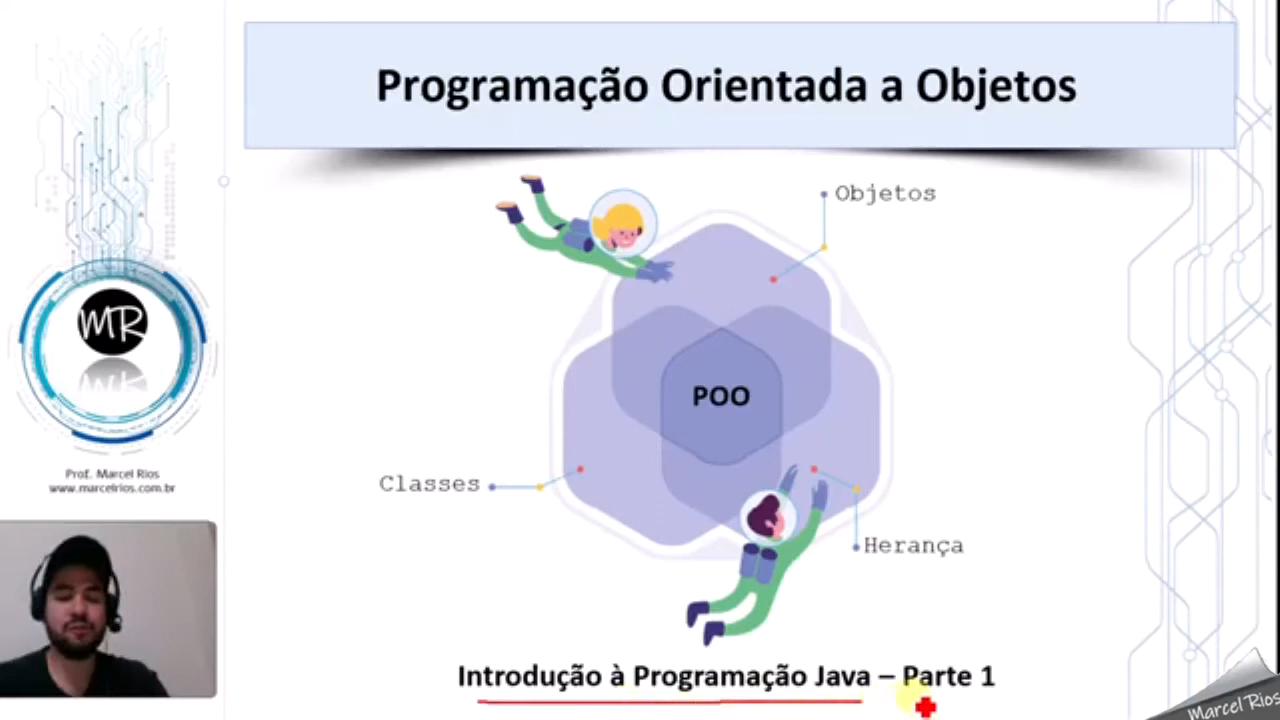 Programação Orientada a Objetos
Objetos
MR
POO
Prof. Marcel Rios
www.marcelrios.com.br
Classes
Herança
Introdução à Programação Java – Parte 1
Marcel Rios